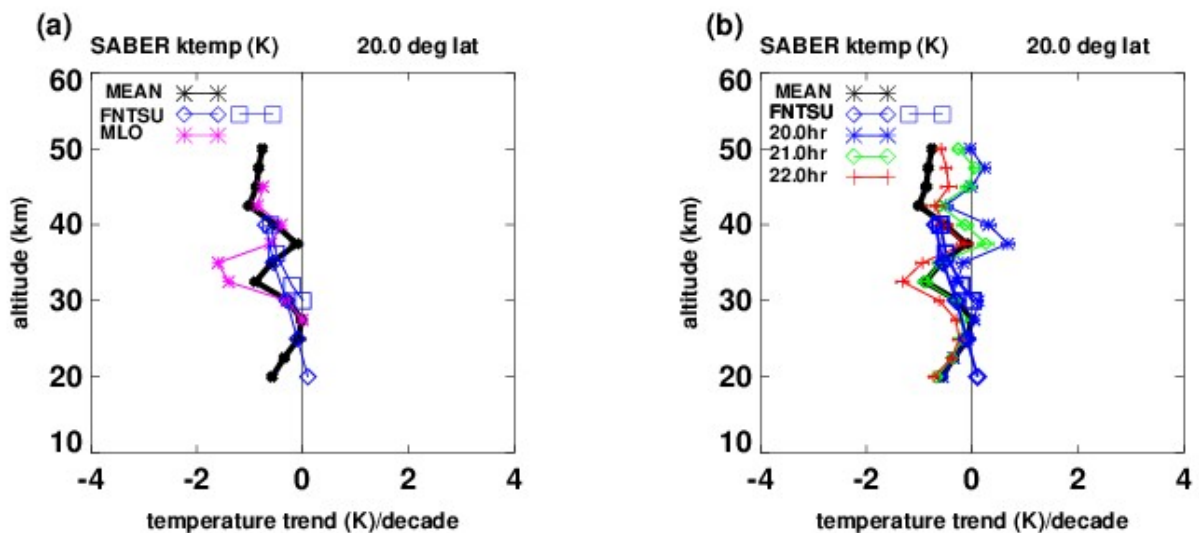 (a)
SABER ktemp (K) 20.0 deg lat
60
50
40
30
20
10
altitude (km)
MEAN
FNTSU
MLO
-4 -2 0 2 4
temperature trend (K)/decade
(b)
SABER ktemp (K) 20.0 deg lat
60
50
40
30
20
10
altitude (km)
MEAN
FNTSU
20.0hr
21.0hr
22.0hr
-4 -2 0 2 4
temperature trend (K)/decade